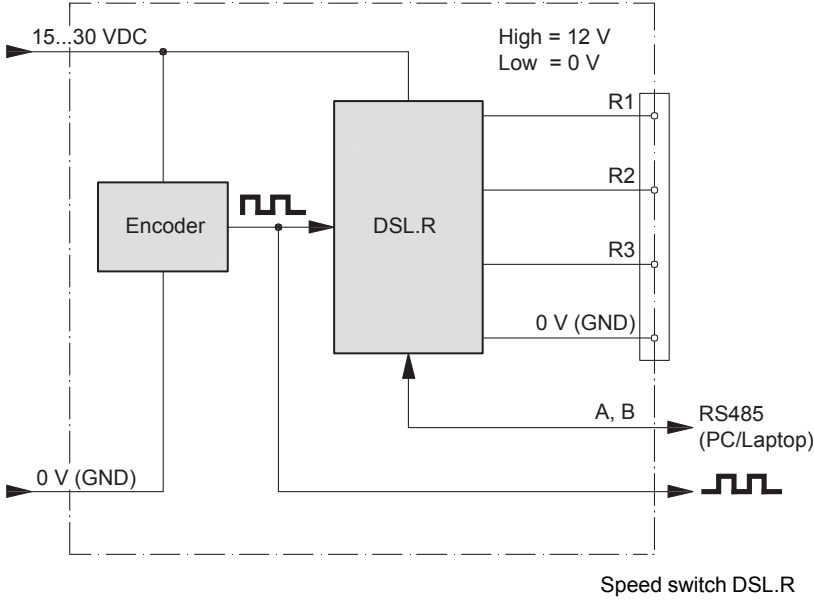 15...30 VDC
High = 12 V
Low = 0 V
R1
R2
Encoder
DSL.R
R3
0 V (GND)
A, B
RS485
(PC/Laptop)
0 V (GND)
Speed switch DSL.R